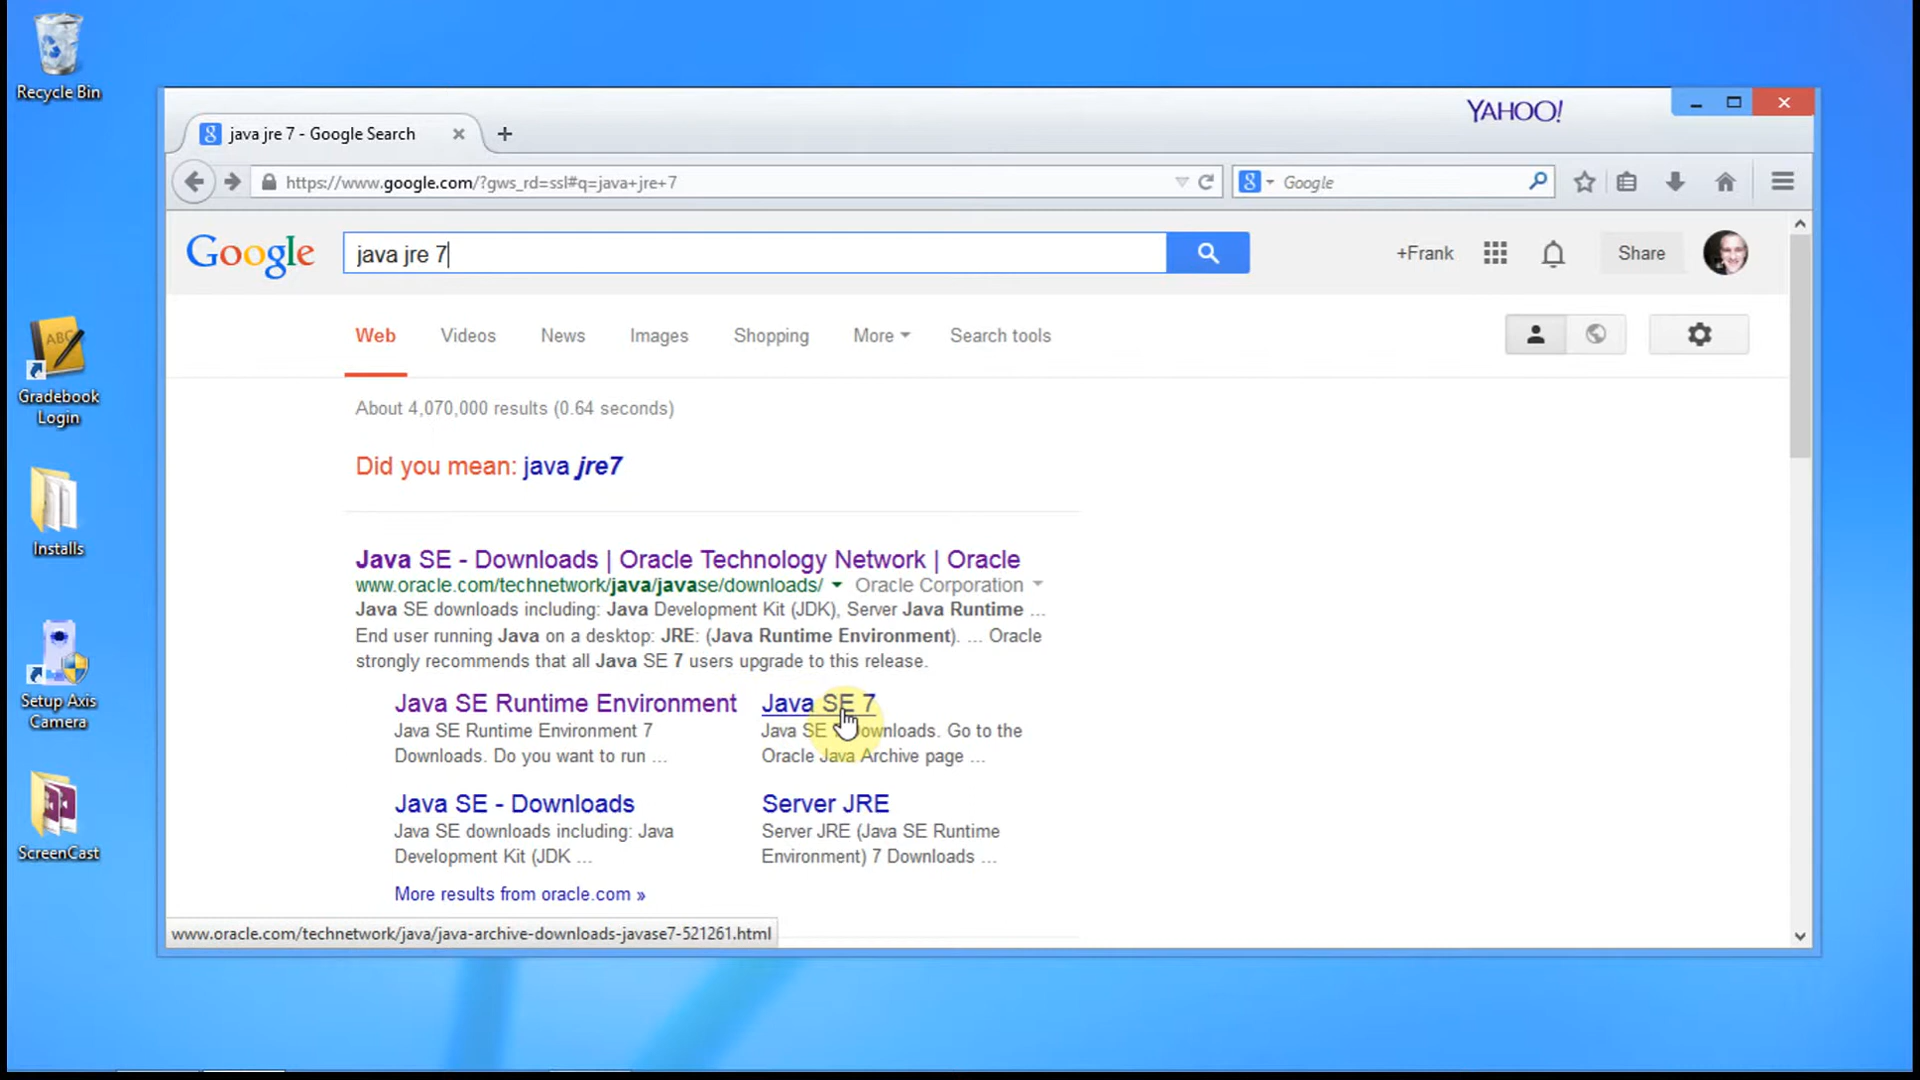 Recycle Bin
YAHOO!
java jre 7 - Google Search
https://www.google.com/?gws_rd=ssl#q=java+jre+7
Google
Google
java jre 7
+Frank
Share
Web Videos News Images Shopping More Search tools
About 4,070,000 results (0.64 seconds)
Did you mean: java jre7
Java SE - Downloads | Oracle Technology Network | Oracle
www.oracle.com/technetwork/java/javase/downloads/ Oracle Corporation
Java SE downloads including: Java Development Kit (JDK), Server Java Runtime ...
End user running Java on a desktop: JRE: (Java Runtime Environment). ... Oracle
strongly recommends that all Java SE 7 users upgrade to this release.
Java SE Runtime Environment
Java SE Runtime Environment 7
Downloads. Do you want to run ...
Java SE 7
Java SE Downloads. Go to the
Oracle Java Archive page ...
Java SE - Downloads
Java SE downloads including: Java
Development Kit (JDK ...
Server JRE
Server JRE (Java SE Runtime
Environment) 7 Downloads ...
More results from oracle.com »
www.oracle.com/technetwork/java/java-archive-downloads-javase7-521261.html
ABC
Gradebook
Login
Installs
Setup Axis
Camera
ScreenCast